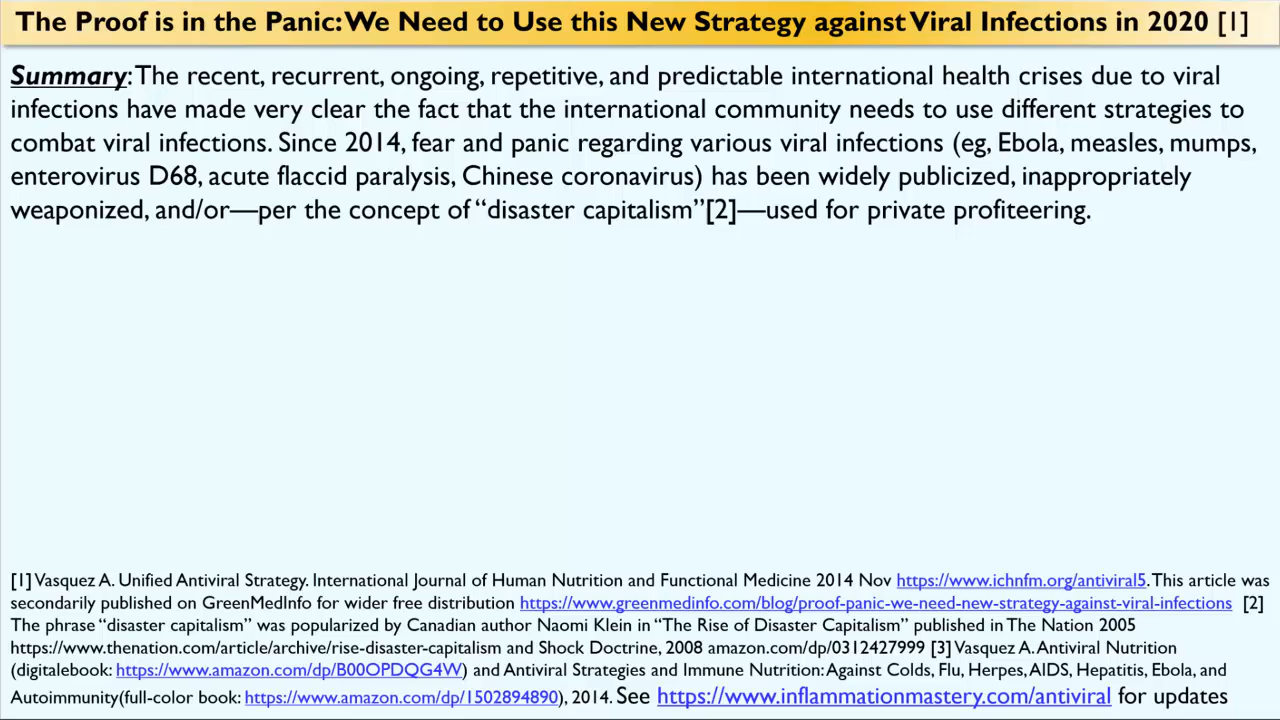 The Proof is in the Panic: We Need to Use this New Strategy against Viral Infections in 2020 [1]
Summary: The recent, recurrent, ongoing, repetitive, and predictable international health crises due to viral
infections have made very clear the fact that the international community needs to use different strategies to
combat viral infections. Since 2014, fear and panic regarding various viral infections (eg, Ebola, measles, mumps,
enterovirus D68, acute flaccid paralysis, Chinese coronavirus) has been widely publicized, inappropriately
weaponized, and/or—per the concept of “disaster capitalism”[2]—used for private profiteering.
[1] Vasquez A. Unified Antiviral Strategy. International Journal of Human Nutrition and Functional Medicine 2014 Nov https://www.ichnfm.org/antiviral5. This article was
secondarily published on GreenMedInfo for wider free distribution https://www.greenmedinfo.com/blog/proof-panic-we-need-new-strategy-against-viral-infections [2]
The phrase “disaster capitalism” was popularized by Canadian author Naomi Klein in “The Rise of Disaster Capitalism” published in The Nation 2005
https://www.thenation.com/article/archive/rise-disaster-capitalism and Shock Doctrine, 2008 amazon.com/dp/0312427999 [3] Vasquez A. Antiviral Nutrition
(digitalebook: https://www.amazon.com/dp/B00OPDQG4W) and Antiviral Strategies and Immune Nutrition: Against Colds, Flu, Herpes, AIDS, Hepatitis, Ebola, and
Autoimmunity(full-color book: https://www.amazon.com/dp/1502894890), 2014. See https://www.inflammationmastery.com/antiviral for updates